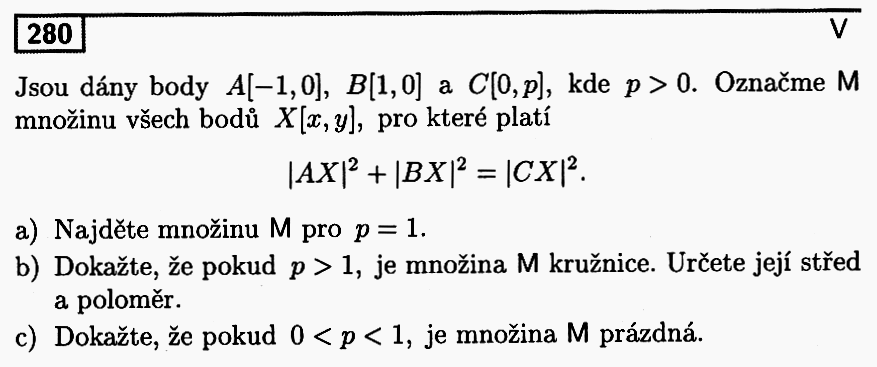 280 V
Jsou dány body A[−1,0], B[1,0] a C[0,p], kde p > 0. Označme M
množinu všech bodů X[x,y], pro které platí
|AX|² + |BX|² = |CX|².
a) Najděte množinu M pro p = 1.
b) Dokažte, že pokud p > 1, je množina M kružnice. Určete její střed
a poloměr.
c) Dokažte, že pokud 0 < p < 1, je množina M prázdná.